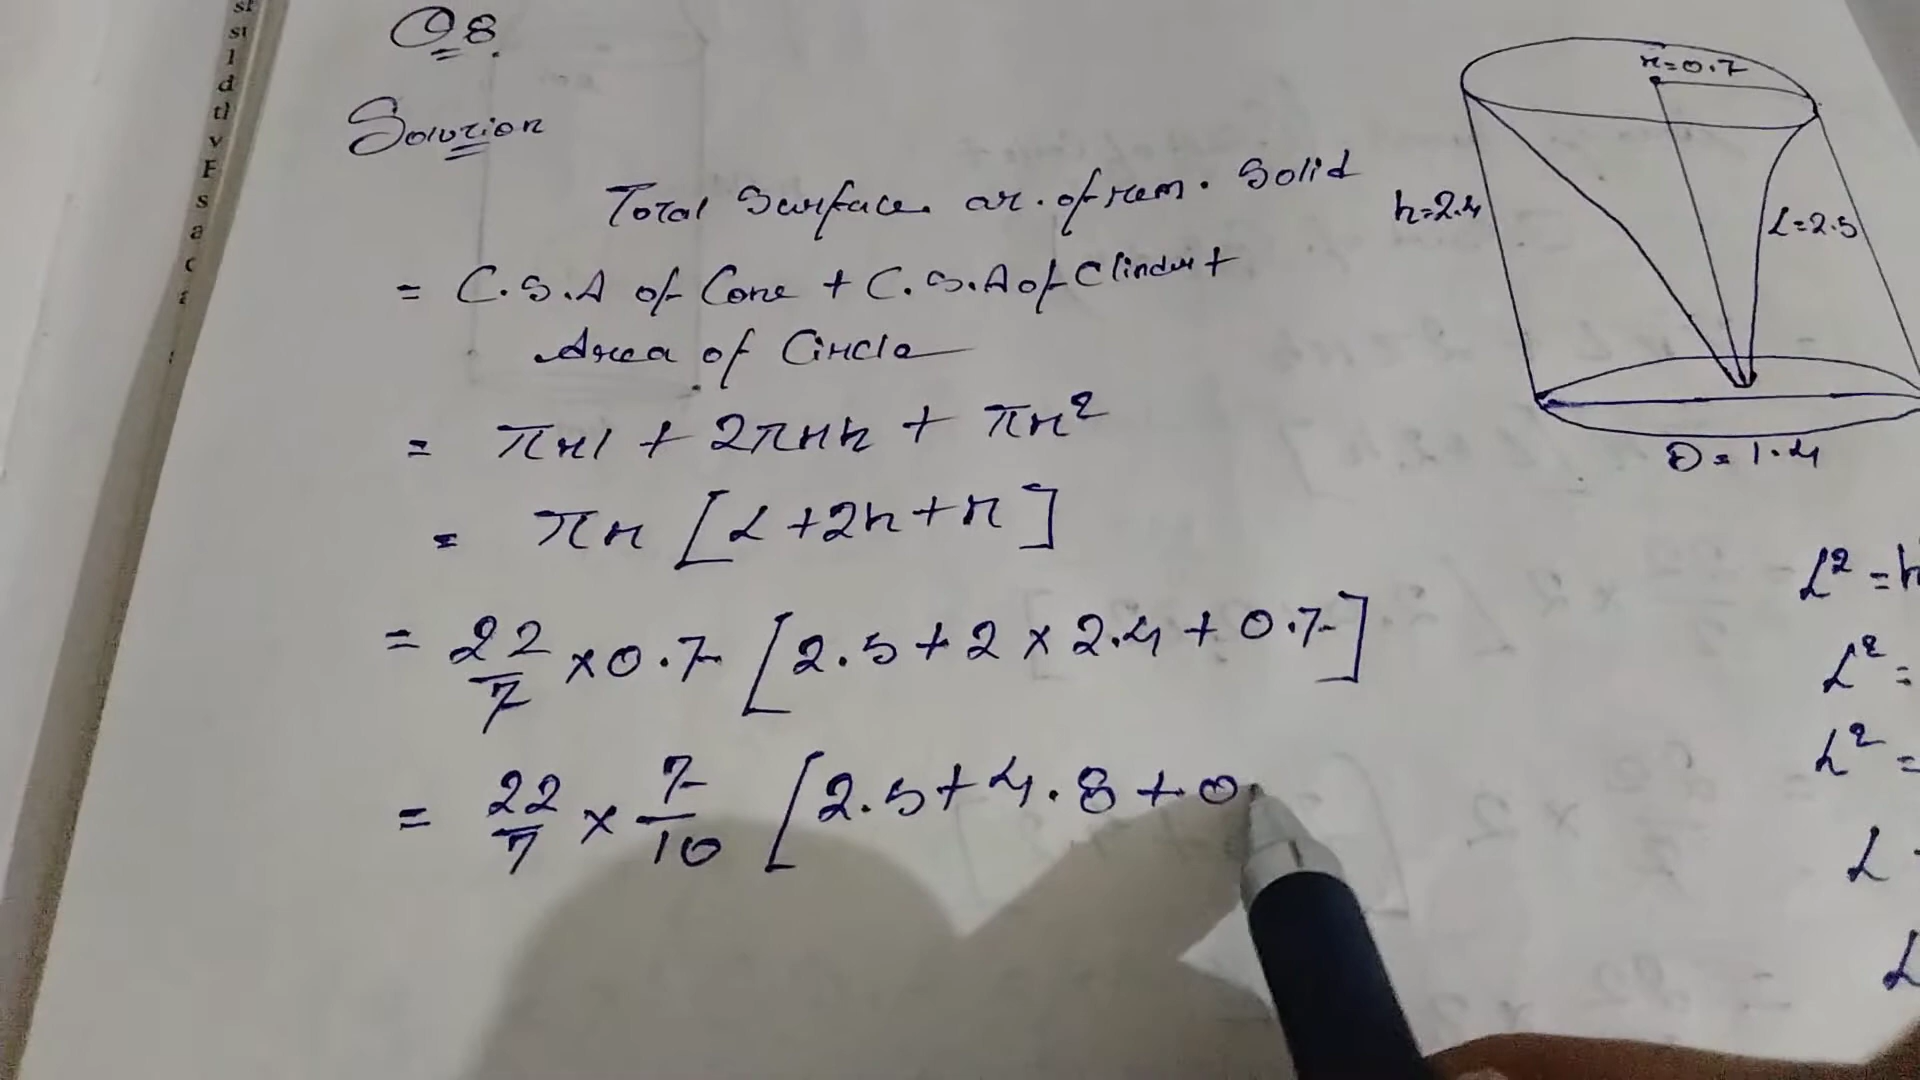 Q8.
Solution
Total Surface ar. of rem. Solid
= C.S.A of Cone + C.S.A of Clinder +
Area of Circle
= πrl + 2πrh + πr²
= πr [L + 2h + r]
= 22/7 × 0.7 [2.5 + 2 × 2.4 + 0.7]
= 22/7 × 7/10 [2.5 + 4.8 + 0.
r=0.7
h=2.4
L=2.5
D=1.4
L² = h
L² =
L² =
L
L